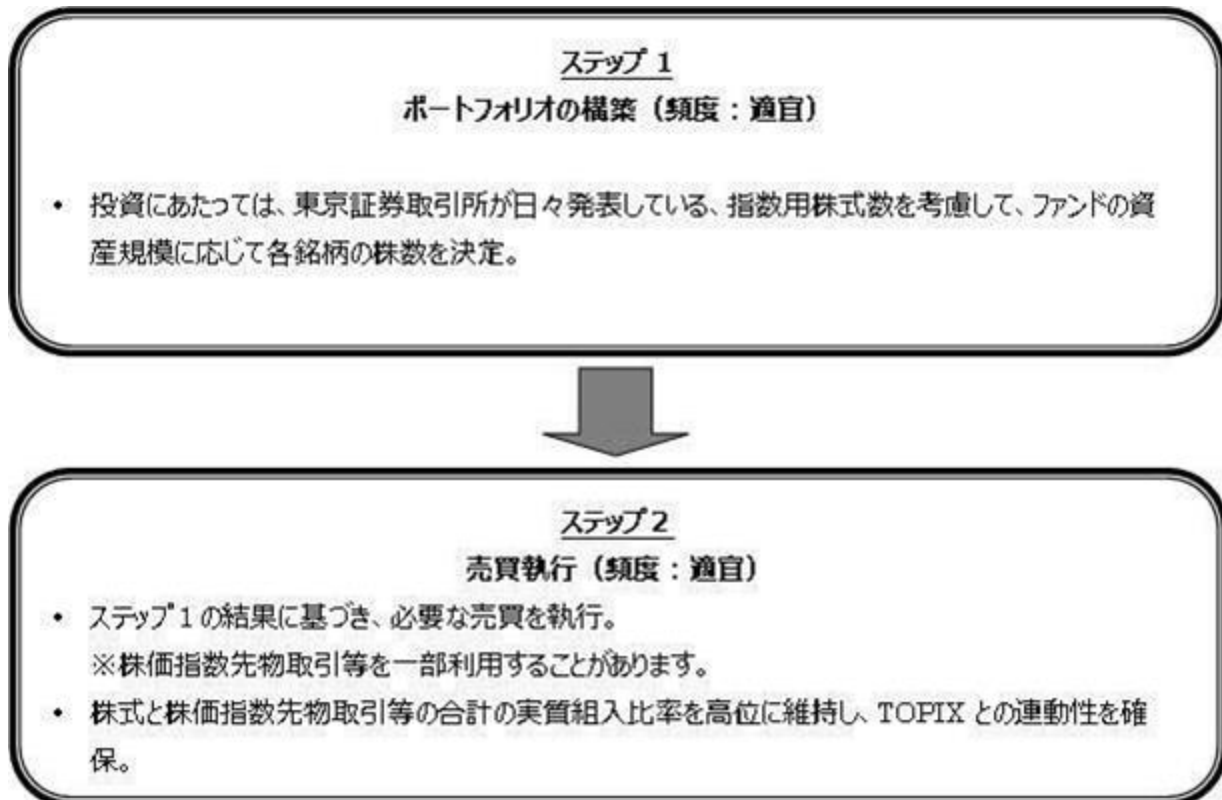 ステップ 1
ポートフォリオの構築（頻度：適宜）
• 投資にあたっては、東京証券取引所が日々発表している、指数用株式数を考慮して、ファンドの資
産規模に応じて各銘柄の株数を決定。
ステップ 2
売買執行（頻度：適宜）
• ステップ 1 の結果に基づき、必要な売買を執行。
※株価指数先物取引等を一部利用することがあります。
• 株式と株価指数先物取引等の合計の実質組入比率を高位に維持し、TOPIX との連動性を確
保。